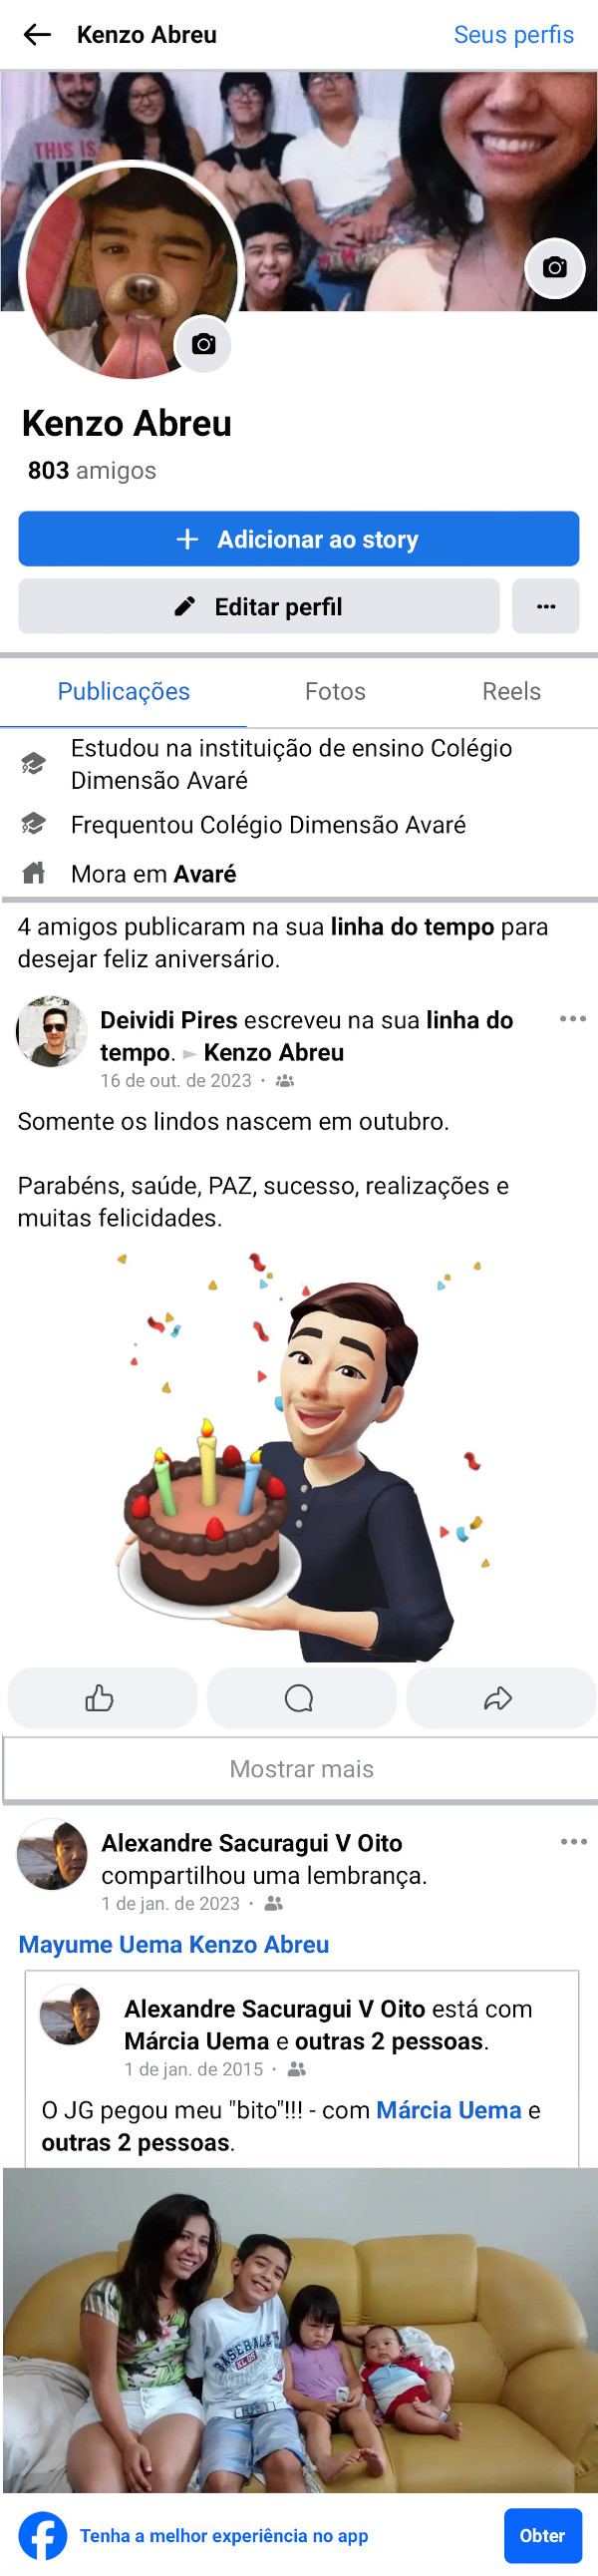 Kenzo Abreu
Seus perfis
THIS IS
Kenzo Abreu
803 amigos
Adicionar ao story
Editar perfil
Publicações
Fotos
Reels
Estudou na instituição de ensino Colégio
Dimensão Avaré
Frequentou Colégio Dimensão Avaré
Mora em Avaré
4 amigos publicaram na sua linha do tempo para
desejar feliz aniversário.
Deividi Pires escreveu na sua linha do
tempo. ► Kenzo Abreu
16 de out. de 2023 ·
Somente os lindos nascem em outubro.
Parabéns, saúde, PAZ, sucesso, realizações e
muitas felicidades.
Mostrar mais
Alexandre Sacuragui V Oito
compartilhou uma lembrança.
1 de jan. de 2023 ·
Mayume Uema Kenzo Abreu
Alexandre Sacuragui V Oito está com
Márcia Uema e outras 2 pessoas.
1 de jan. de 2015 ·
O JG pegou meu "bito"!!! - com Márcia Uema e
outras 2 pessoas.
BASEBALL
KLOS
Tenha a melhor experiência no app
Obter